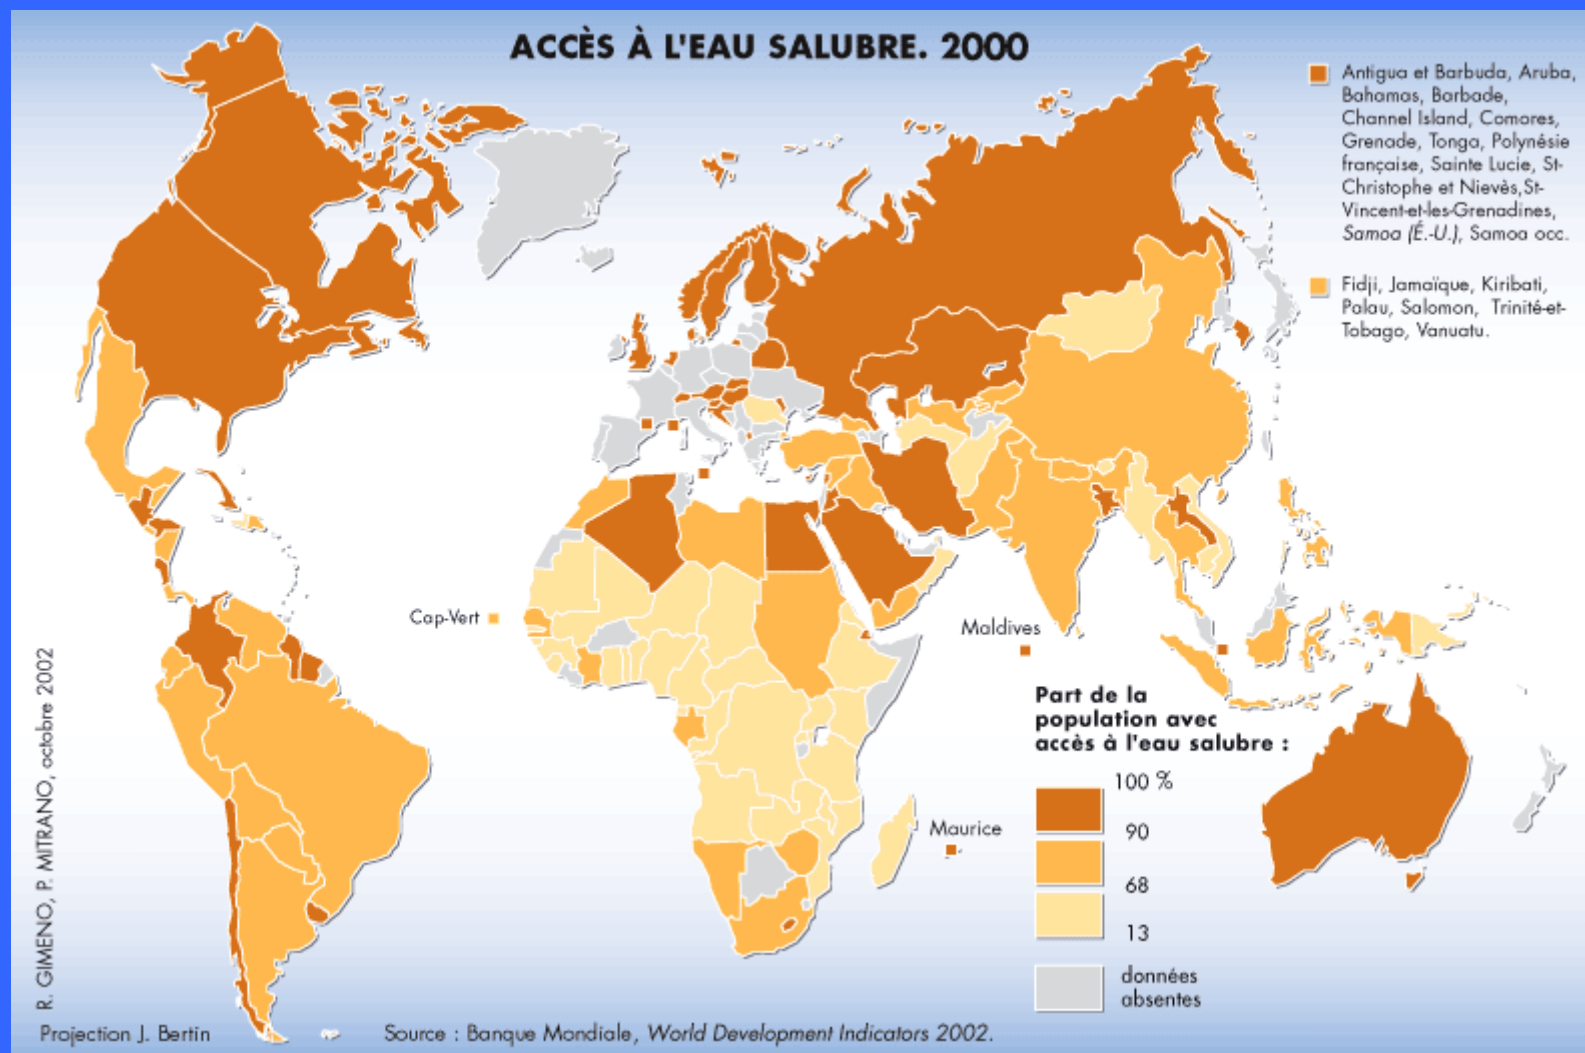 ACCÈS À L'EAU SALUBRE. 2000
Antigua et Barbuda, Aruba,
Bahamas, Barbade,
Channel Island, Comores,
Grenade, Tonga, Polynésie
française, Sainte Lucie, St-
Christophe et Nievès,St-
Vincent-et-les-Grenadines,
Samoa (É.-U.), Samoa occ.
Fidji, Jamaïque, Kiribati,
Palau, Salomon, Trinité-et-
Tobago, Vanuatu.
Cap-Vert
Maldives
Maurice
Part de la
population avec
accès à l'eau salubre :
100 %
90
68
13
données
absentes
R. GIMENO, P. MITRANO, octobre 2002
Projection J. Bertin
Source : Banque Mondiale, World Development Indicators 2002.